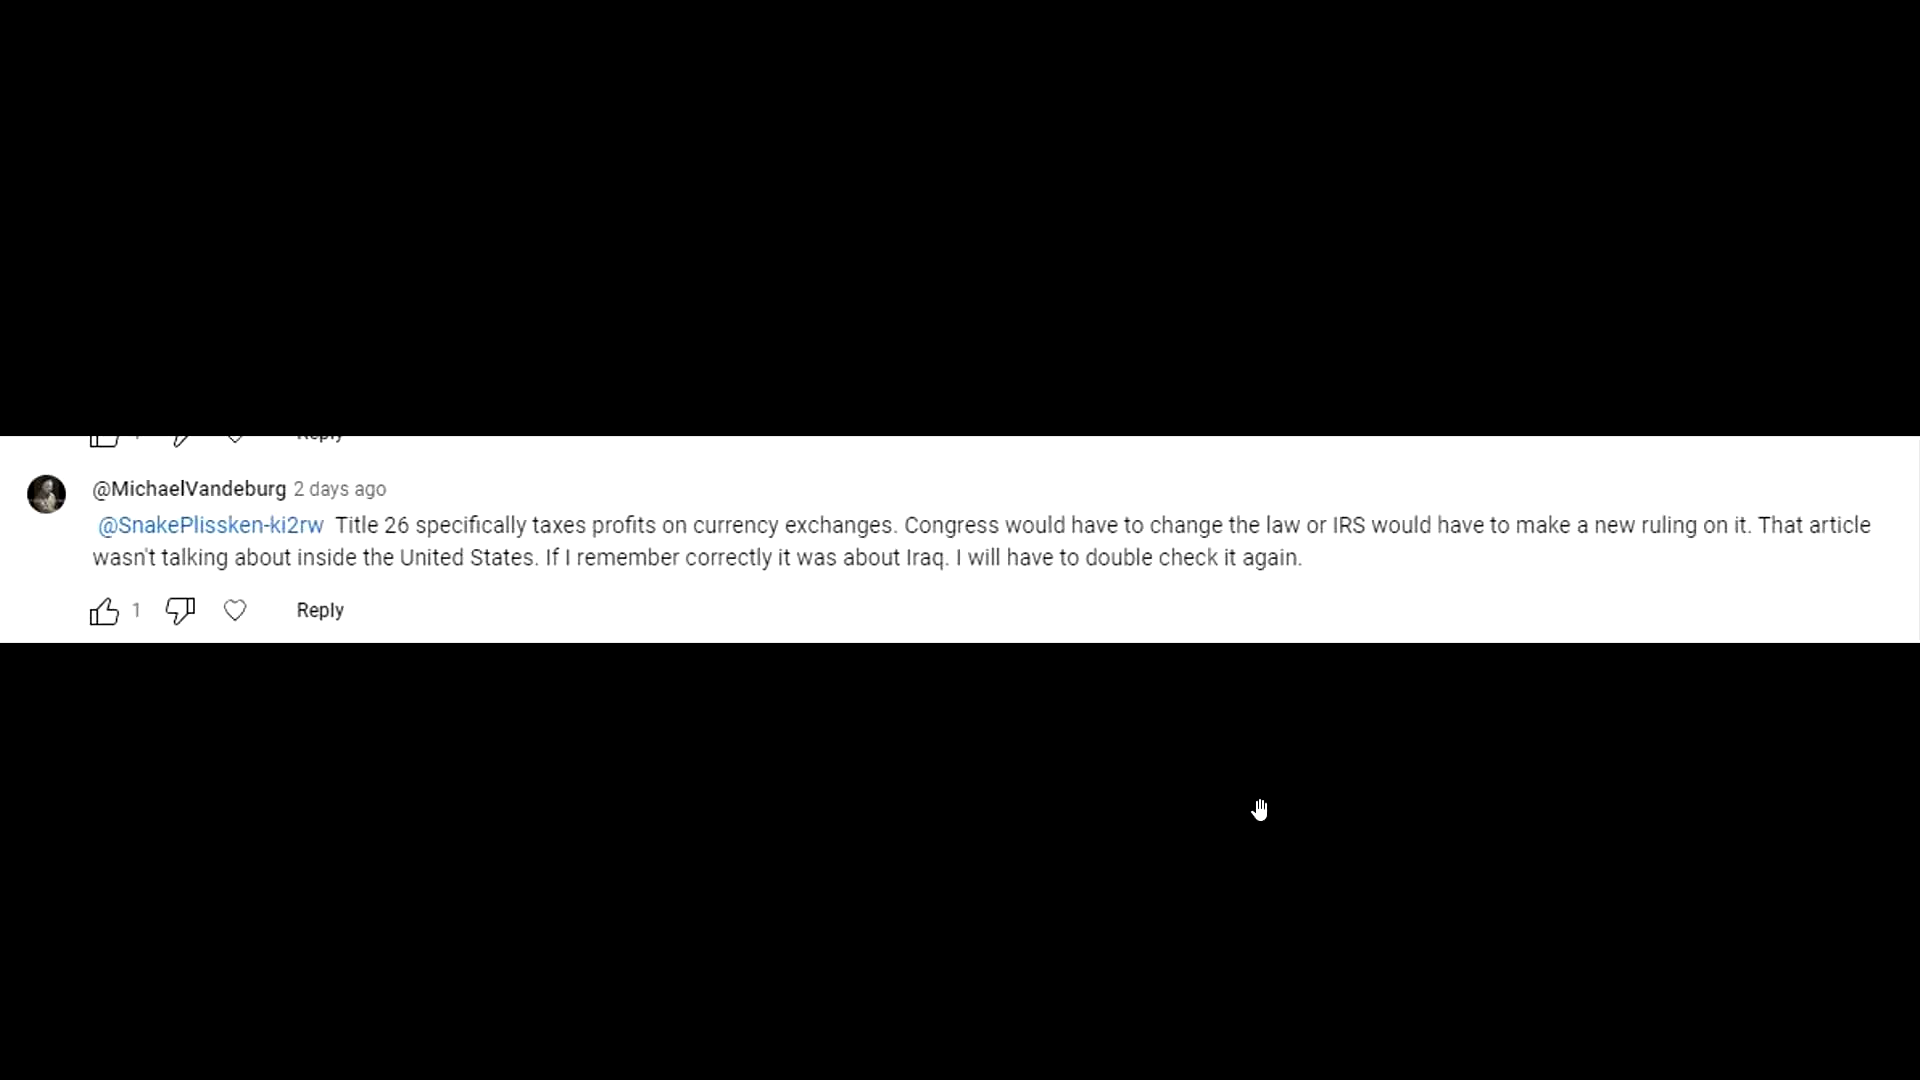 Reply
@MichaelVandeburg 2 days ago
@SnakePlissken-ki2rw Title 26 specifically taxes profits on currency exchanges. Congress would have to change the law or IRS would have to make a new ruling on it. That article
wasn't talking about inside the United States. If I remember correctly it was about Iraq. I will have to double check it again.
1 Reply